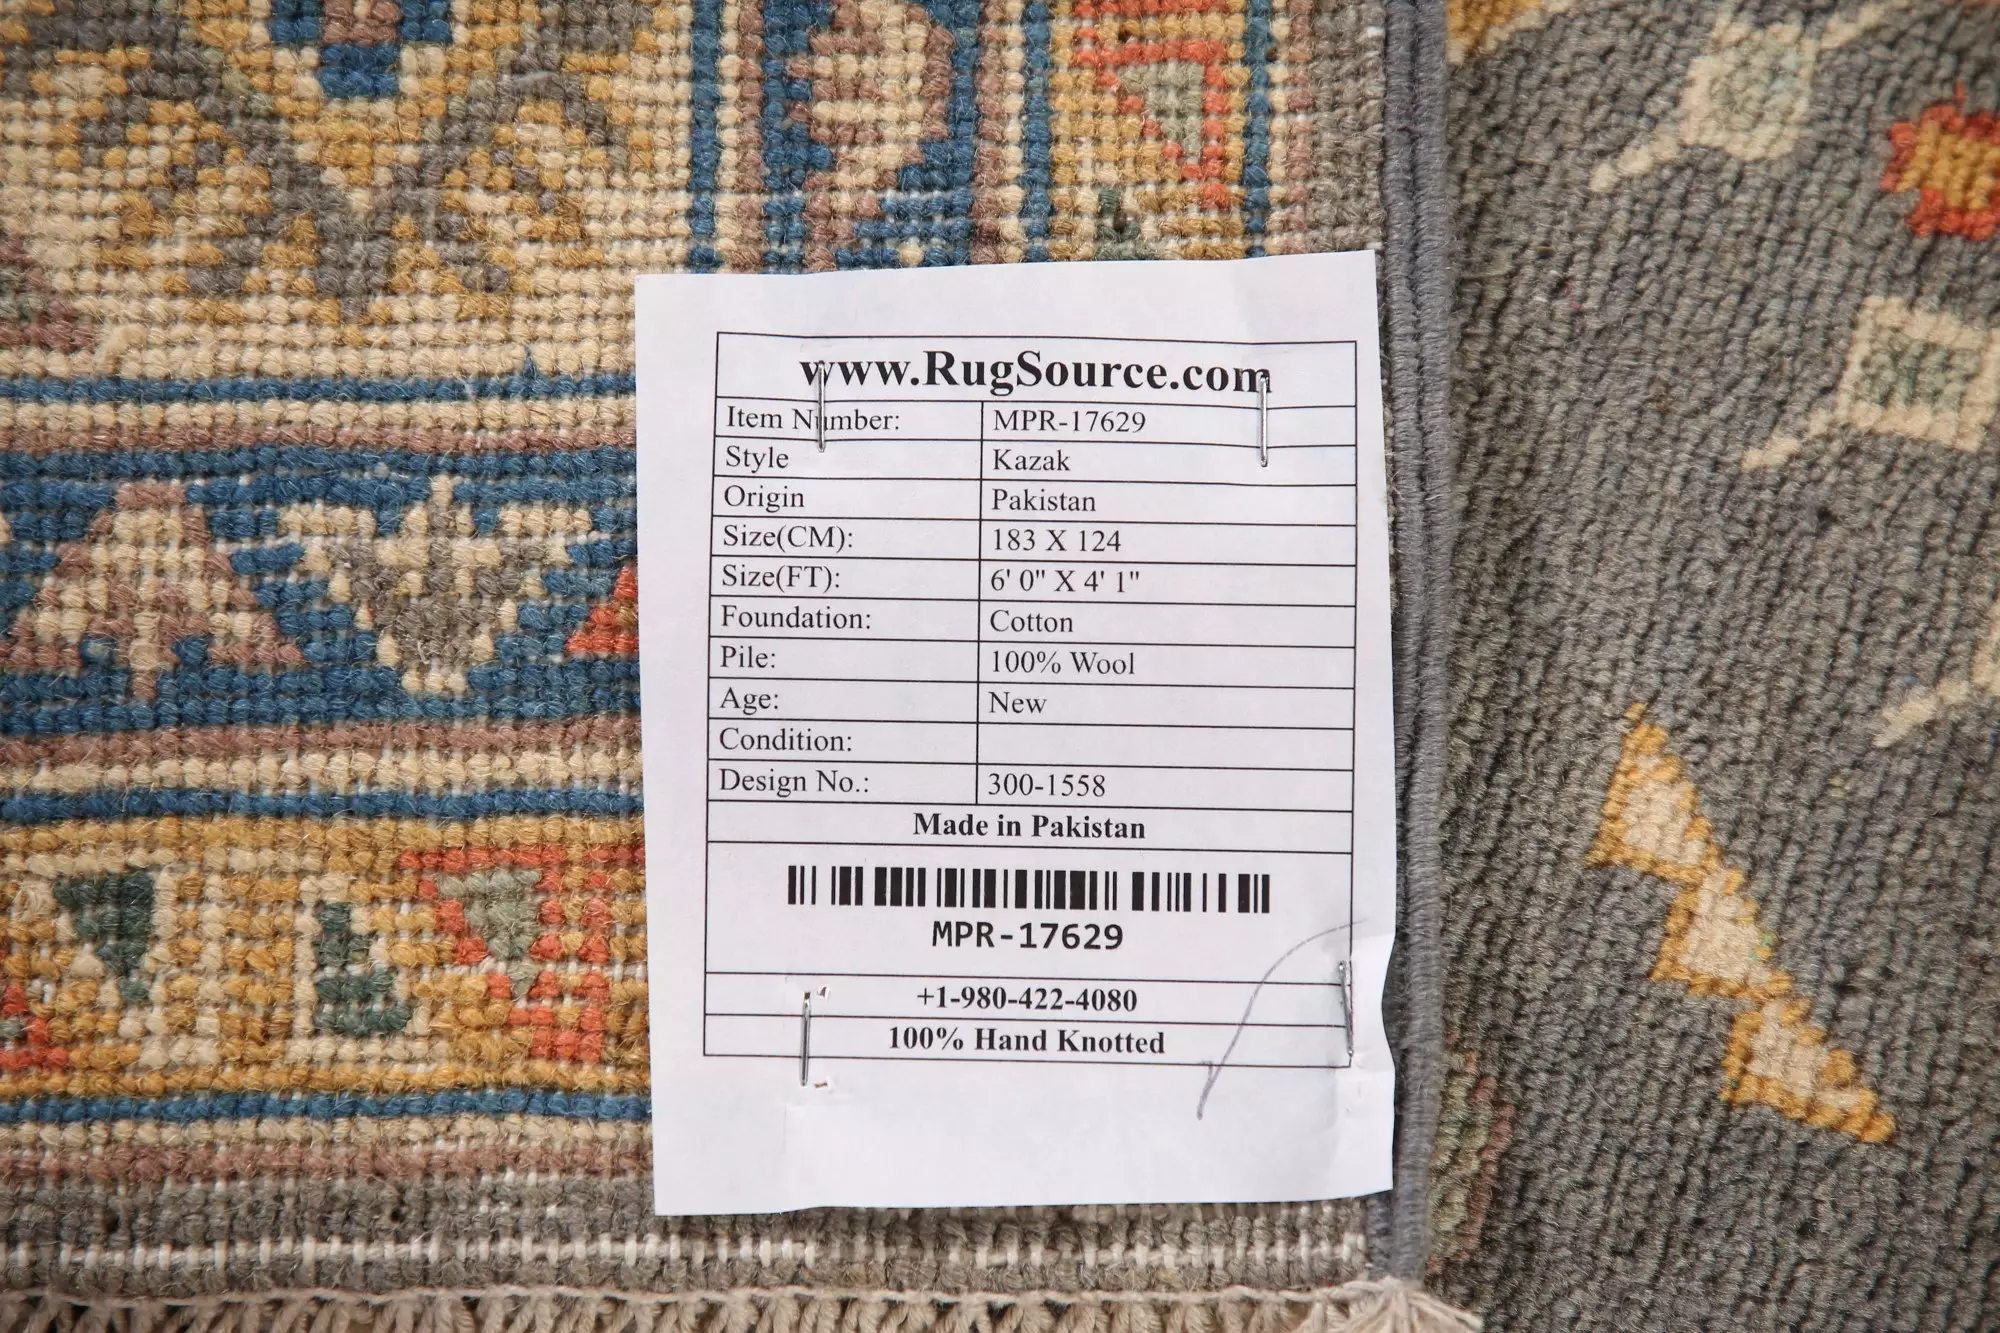 www.RugSource.com
Item Number: MPR-17629
Style Kazak
Origin Pakistan
Size(CM): 183 X 124
Size(FT): 6' 0" X 4' 1"
Foundation: Cotton
Pile: 100% Wool
Age: New
Condition:
Design No.: 300-1558
Made in Pakistan
MPR-17629
+1-980-422-4080
100% Hand Knotted